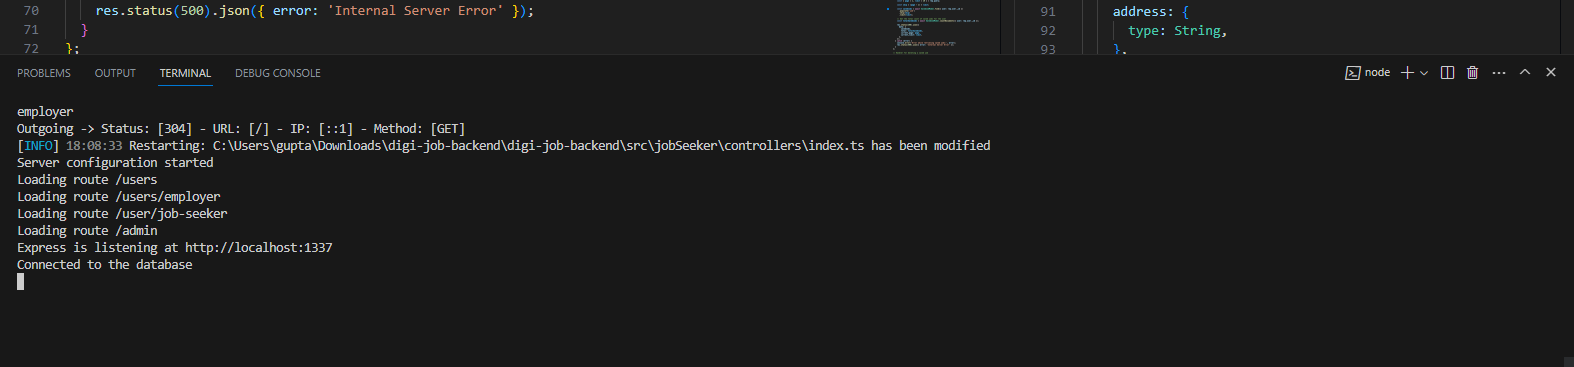 70 res.status(500).json({ error: 'Internal Server Error' });
71 }
72 };
91 address: {
92 type: String,
93 },
PROBLEMS OUTPUT TERMINAL DEBUG CONSOLE node
employer
Outgoing -> Status: [304] - URL: [/] - IP: [::1] - Method: [GET]
[INFO] 18:08:33 Restarting: C:\Users\gupta\Downloads\digi-job-backend\digi-job-backend\src\jobSeeker\controllers\index.ts has been modified
Server configuration started
Loading route /users
Loading route /users/employer
Loading route /user/job-seeker
Loading route /admin
Express is listening at http://localhost:1337
Connected to the database